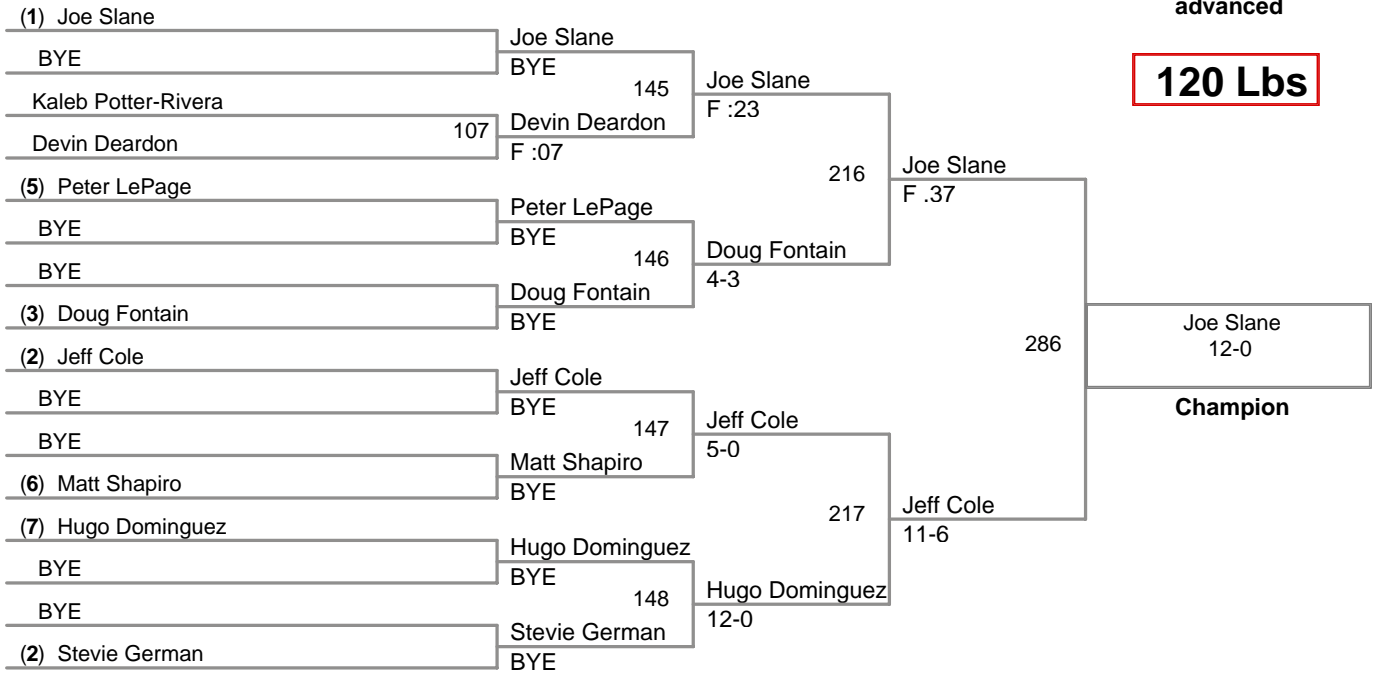 advanced
120 Lbs
(1) Joe Slane
BYE
Kaleb Potter-Rivera
Devin Deardon
(5) Peter LePage
BYE
BYE
(3) Doug Fontain
(2) Jeff Cole
BYE
BYE
(6) Matt Shapiro
(7) Hugo Dominguez
BYE
BYE
(2) Stevie German
107
Joe Slane
BYE
Devin Deardon
F :07
Peter LePage
BYE
Doug Fontain
BYE
Jeff Cole
BYE
Matt Shapiro
BYE
Hugo Dominguez
BYE
Stevie German
BYE
145
146
147
148
Joe Slane
F :23
Doug Fontain
4-3
Jeff Cole
5-0
Hugo Dominguez
12-0
216
217
Joe Slane
F .37
Jeff Cole
11-6
286
Joe Slane
12-0
Champion